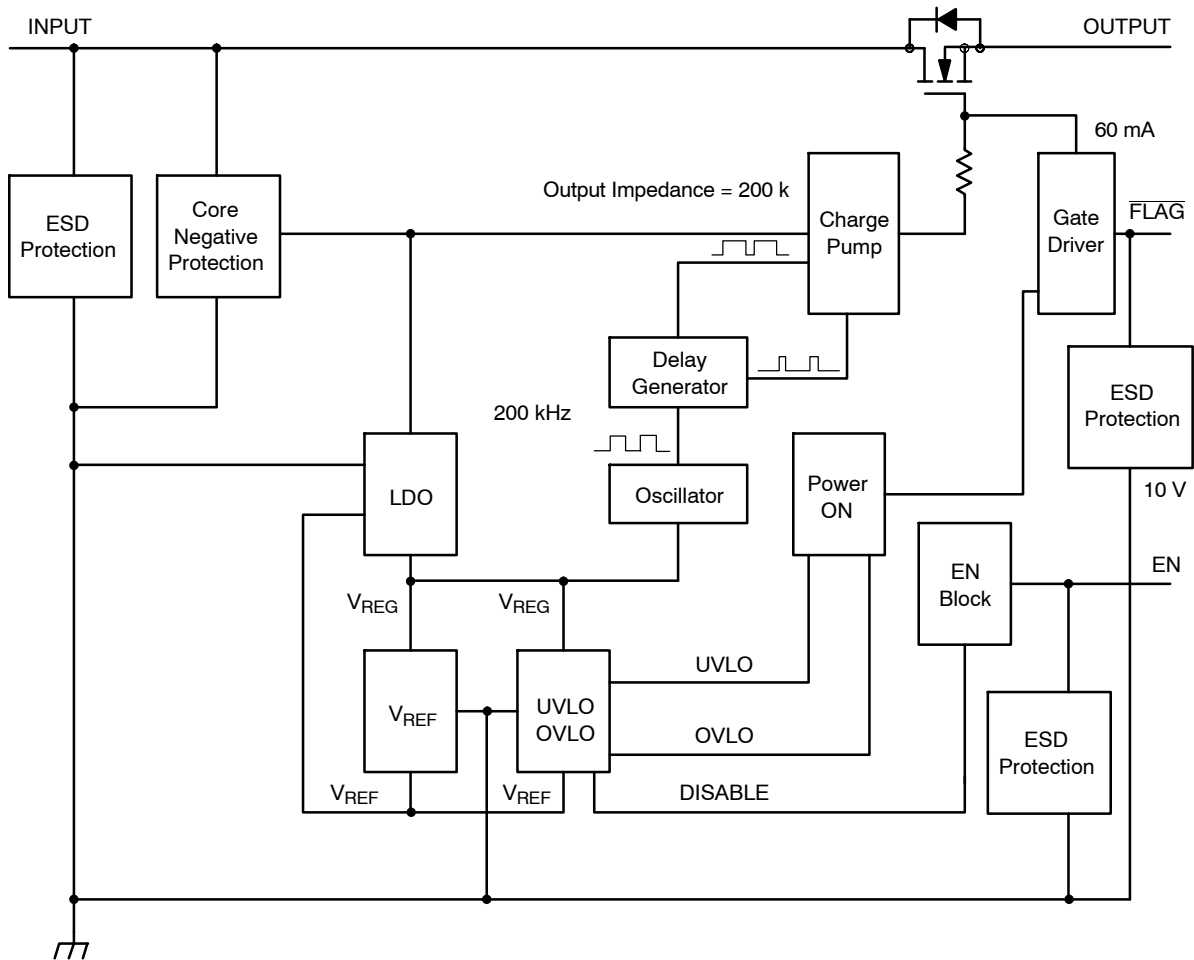 INPUT
OUTPUT
60 mA
ESD
Protection
Core
Negative
Protection
Output Impedance = 200 k
Charge
Pump
Gate
Driver
FLAG
Delay
Generator
200 kHz
ESD
Protection
10 V
LDO
Oscillator
Power
ON
EN
Block
EN
VREG
VREG
VREF
UVLO
OVLO
UVLO
OVLO
ESD
Protection
VREF
VREF
DISABLE